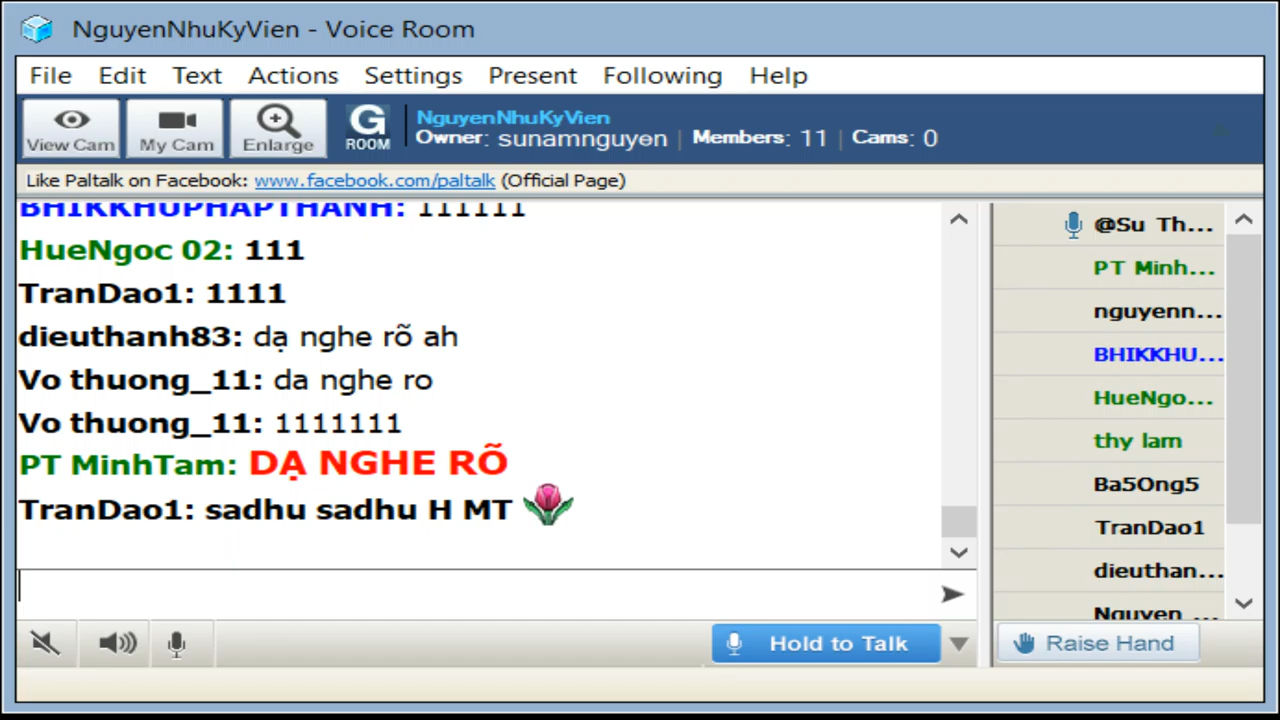 NguyenNhuKyVien - Voice Room
File Edit Text Actions Settings Present Following Help
View Cam
My Cam
Enlarge
G
ROOM
NguyenNhuKyVien
Owner: sunamnguyen | Members: 11 | Cams: 0
Like Paltalk on Facebook: www.facebook.com/paltalk (Official Page)
BHIKKHUPHAPTHANH: 111111
HueNgoc 02: 111
TranDao1: 1111
dieuthanh83: dạ nghe rõ ah
Vo thuong_11: da nghe ro
Vo thuong_11: 1111111
PT MinhTam: DẠ NGHE RÕ
TranDao1: sadhu sadhu H MT
@Su Th...
PT Minh...
nguyenn...
BHIKKHU...
HueNgo...
thy lam
Ba5Ong5
TranDao1
dieuthan...
Nguyen ...
Hold to Talk
Raise Hand